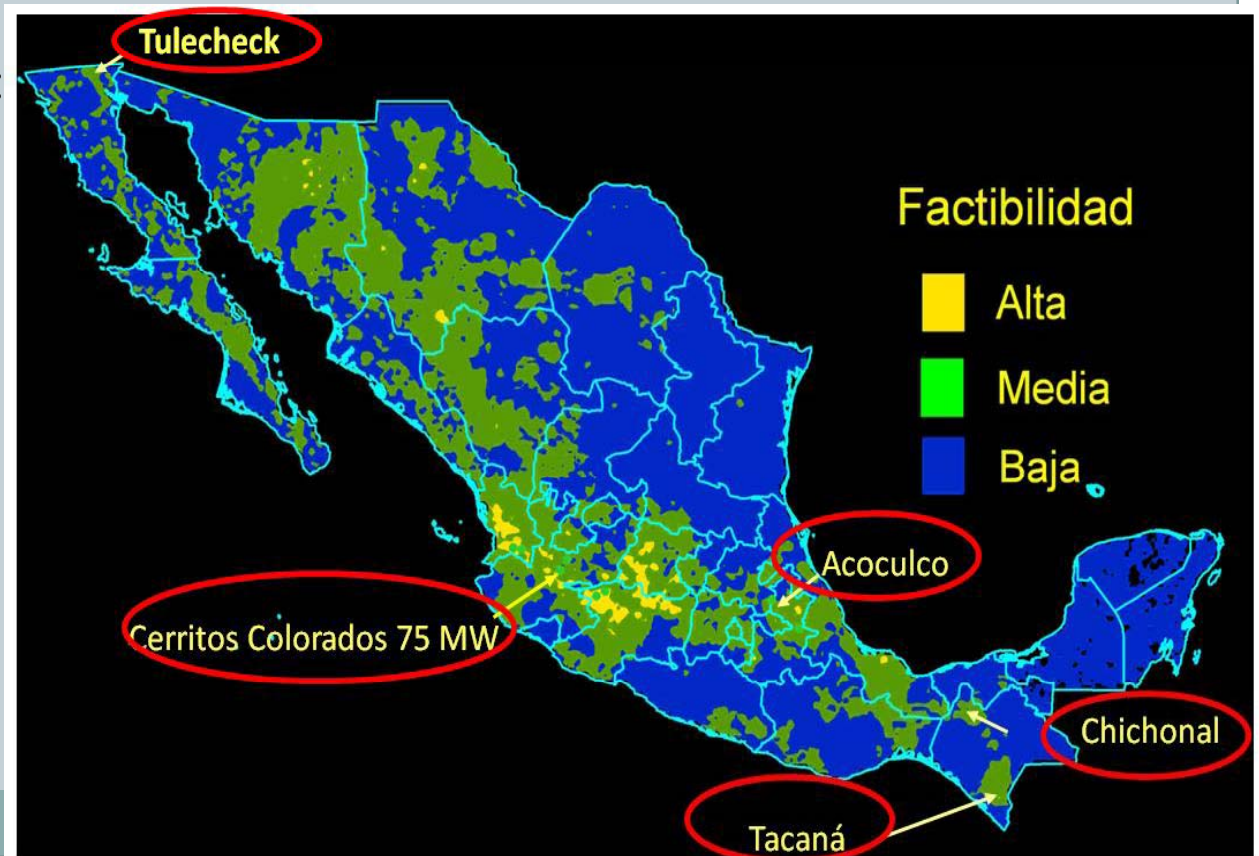 Tulecheck
Factibilidad
Alta
Media
Baja
Acoculco
Cerritos Colorados 75 MW
Chichonal
Tacaná